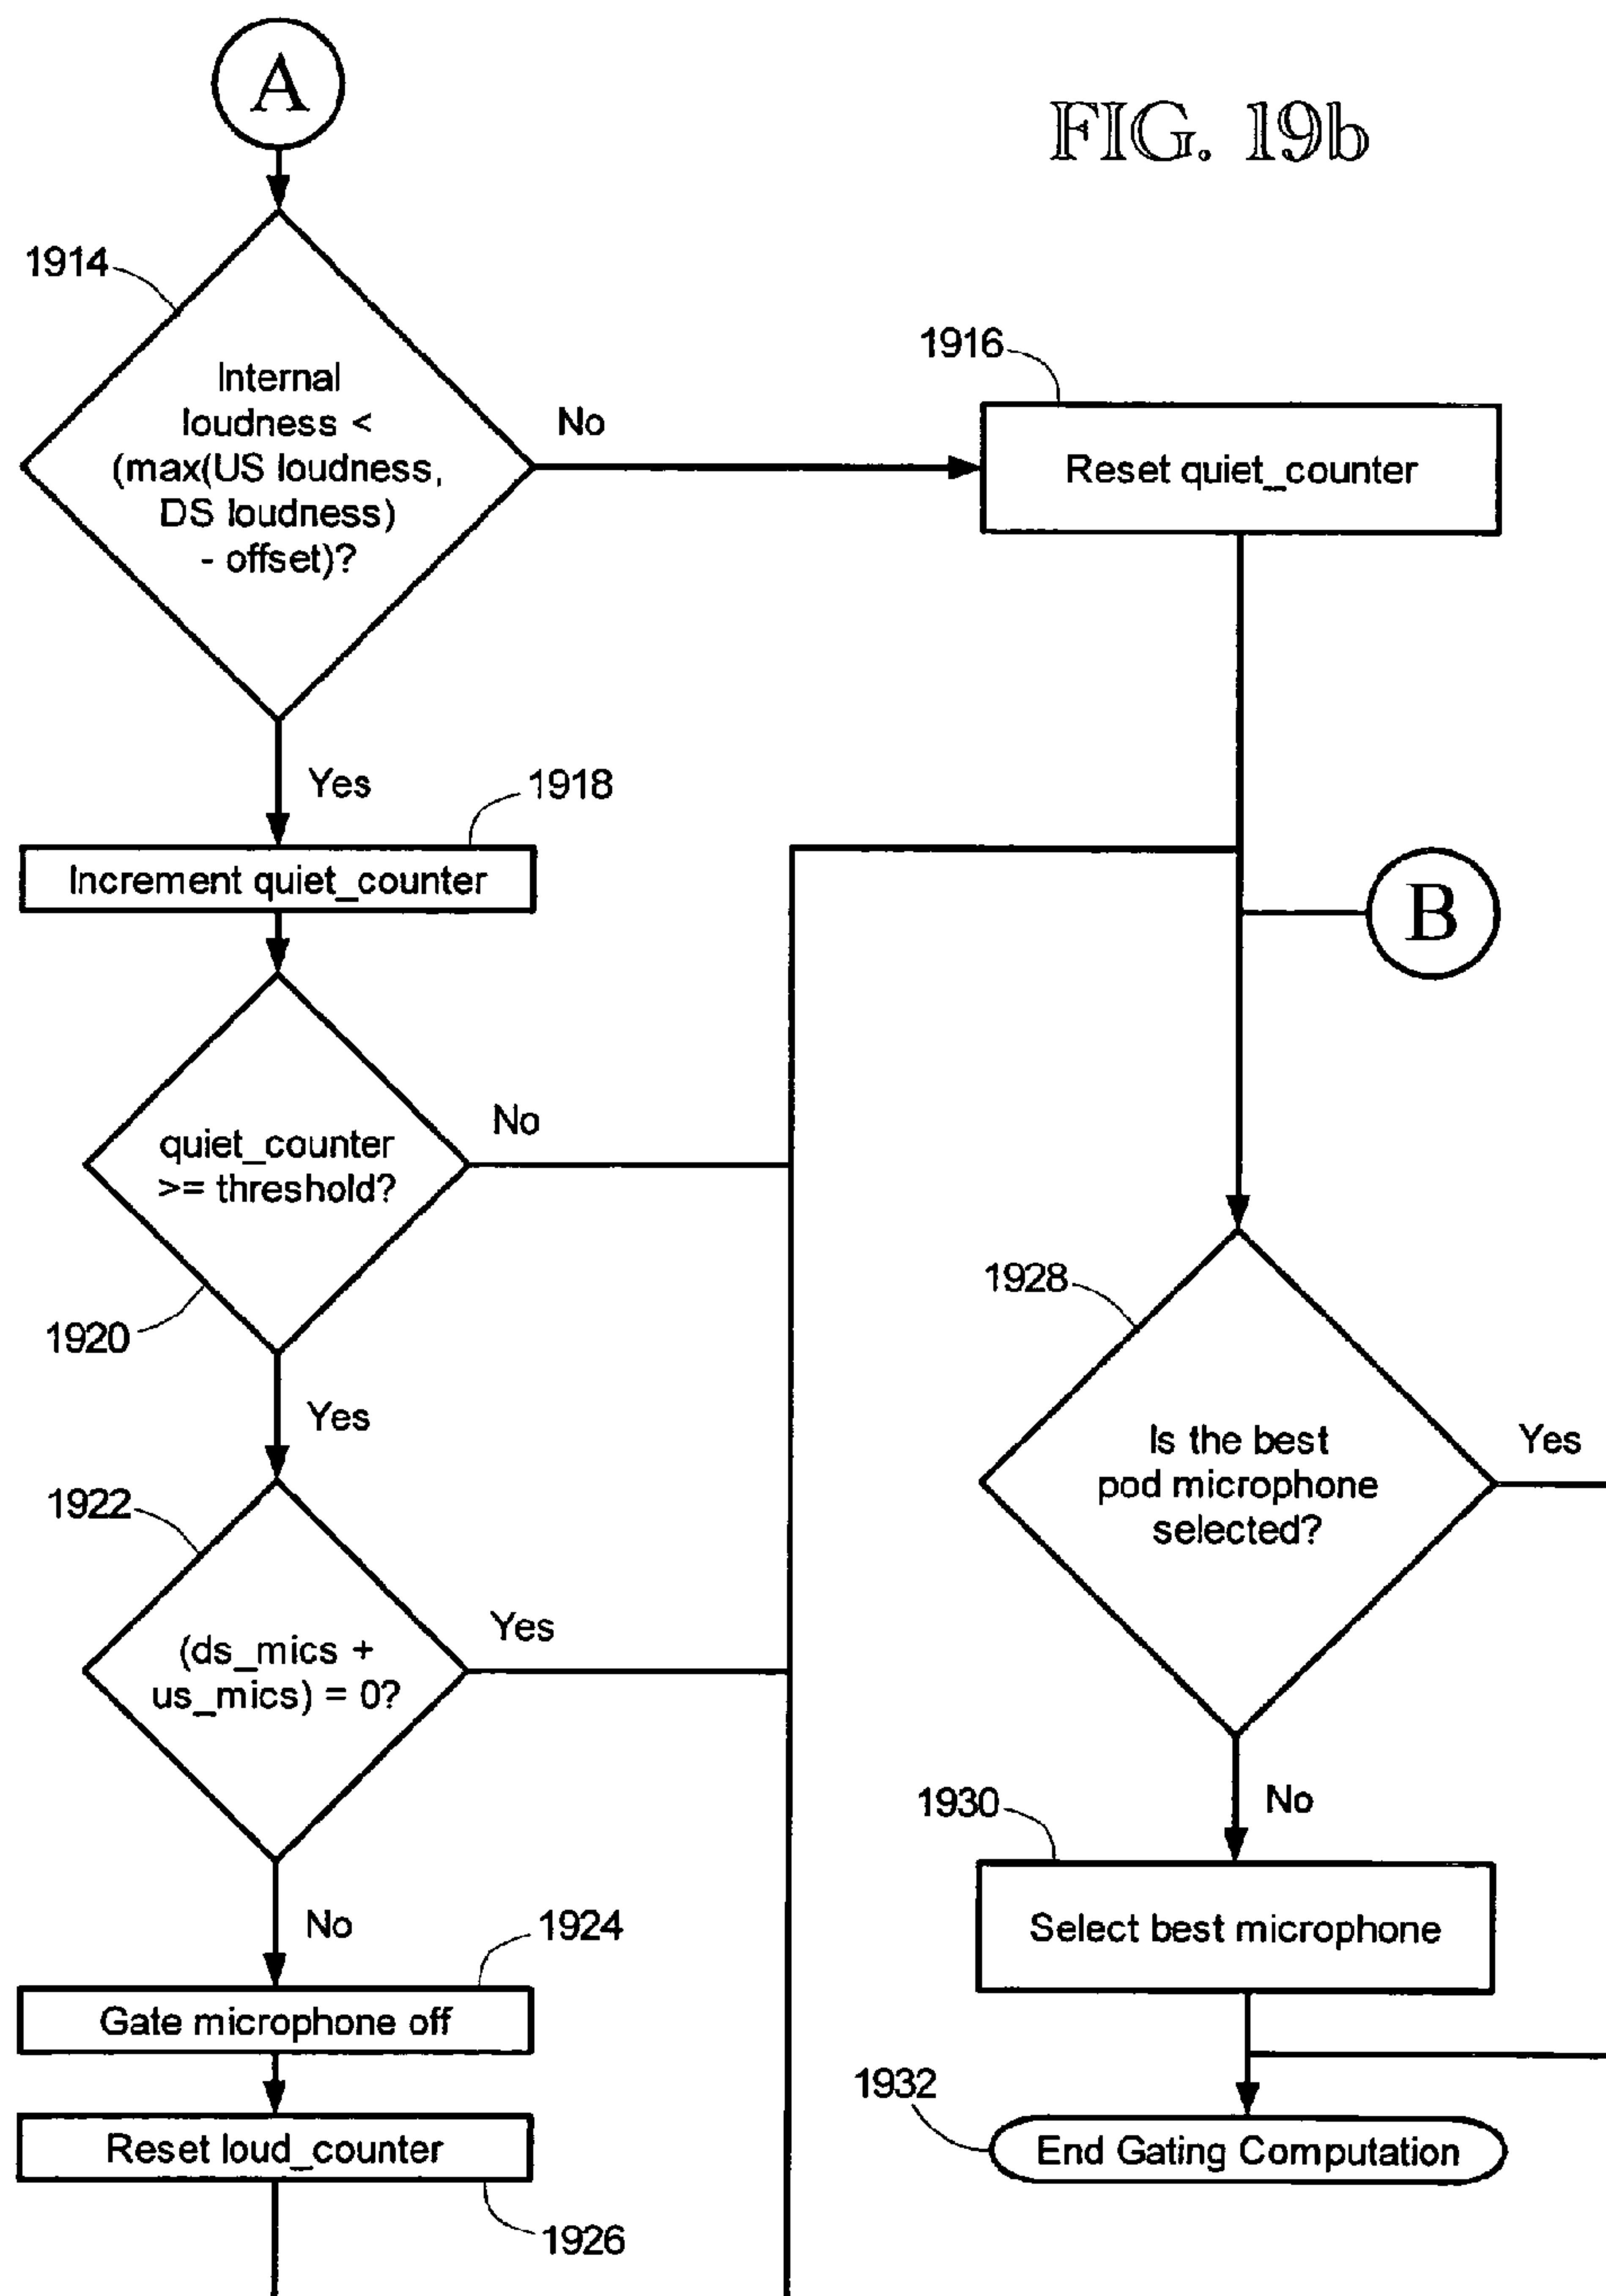 A
FIG. 19b
1914
Internal
loudness <
(max(US loudness,
DS loudness)
- offset)?
No
1916
Reset quiet_counter
Yes
1918
Increment quiet_counter
B
quiet_counter
>= threshold?
No
1920
Yes
1922
(ds_mics +
us_mics) = 0?
Yes
No
1924
Gate microphone off
Reset loud_counter
1926
1928
Is the best
pod microphone
selected?
Yes
No
1930
Select best microphone
1932
End Gating Computation